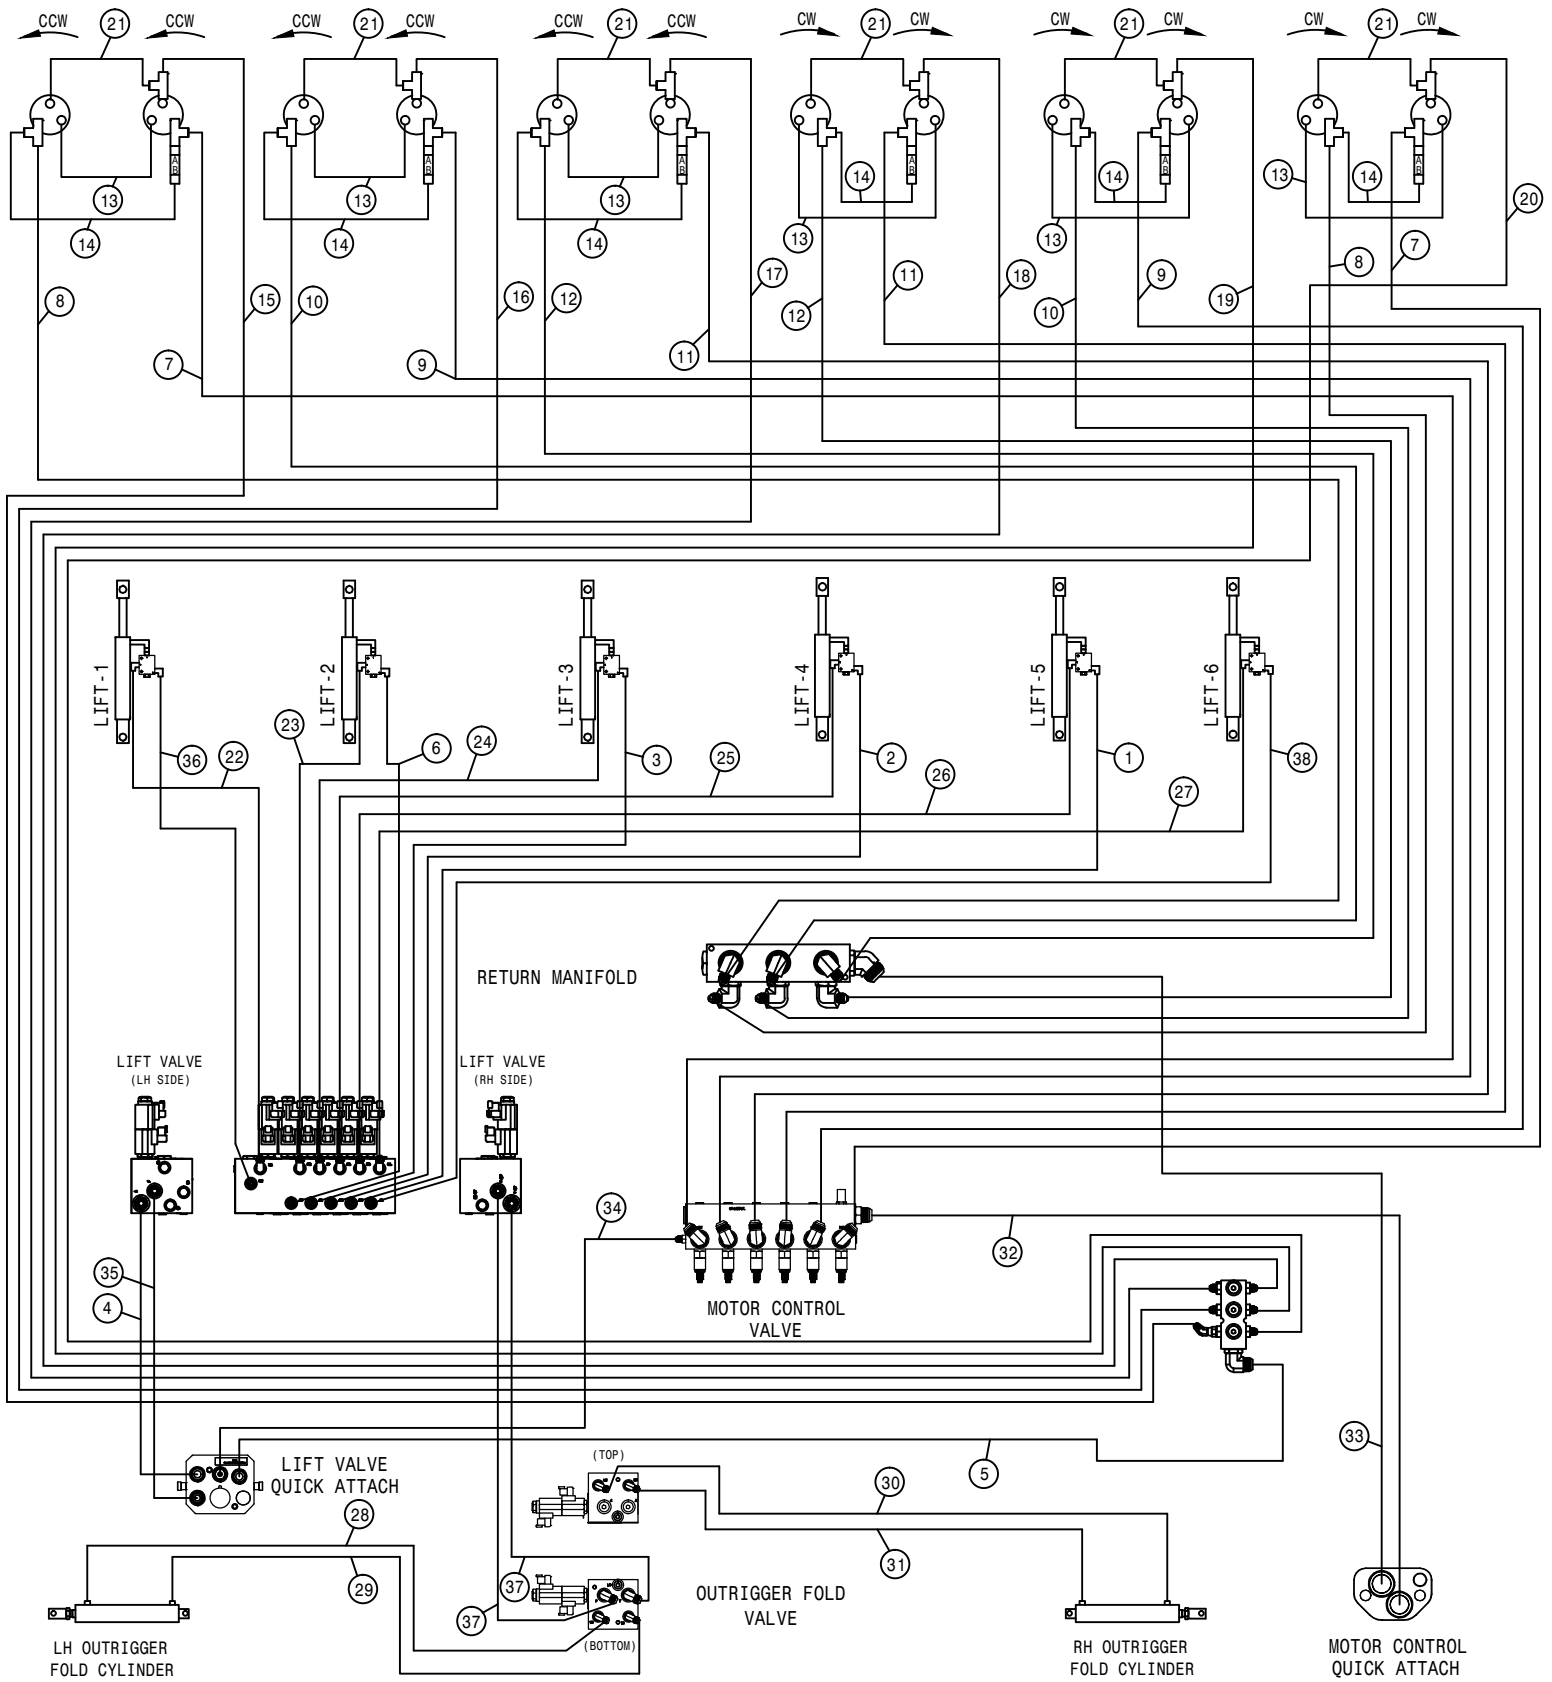 CCW 21 CCW CCW 21 CCW CCW 21 CCW CW 21 CW CW 21 CW CW 21 CW
A B A B A B A B A B A B
13 13 13 14 14 13 14 20
14 14 14 13 13
8 15 10 16 12 17 12 11 18 10 9 19 8 7
7 9 11
LIFT-1 LIFT-2 LIFT-3 LIFT-4 LIFT-5 LIFT-6
36 22 23 6 24 3 25 2 26 1 27 38
RETURN MANIFOLD
LIFT VALVE
(LH SIDE)
LIFT VALVE
(RH SIDE)
34
32
35
4
MOTOR CONTROL
VALVE
33
LIFT VALVE
QUICK ATTACH
(TOP)
5
28
30
29
31
37
37
OUTRIGGER FOLD
VALVE
(BOTTOM)
LH OUTRIGGER
FOLD CYLINDER
RH OUTRIGGER
FOLD CYLINDER
MOTOR CONTROL
QUICK ATTACH